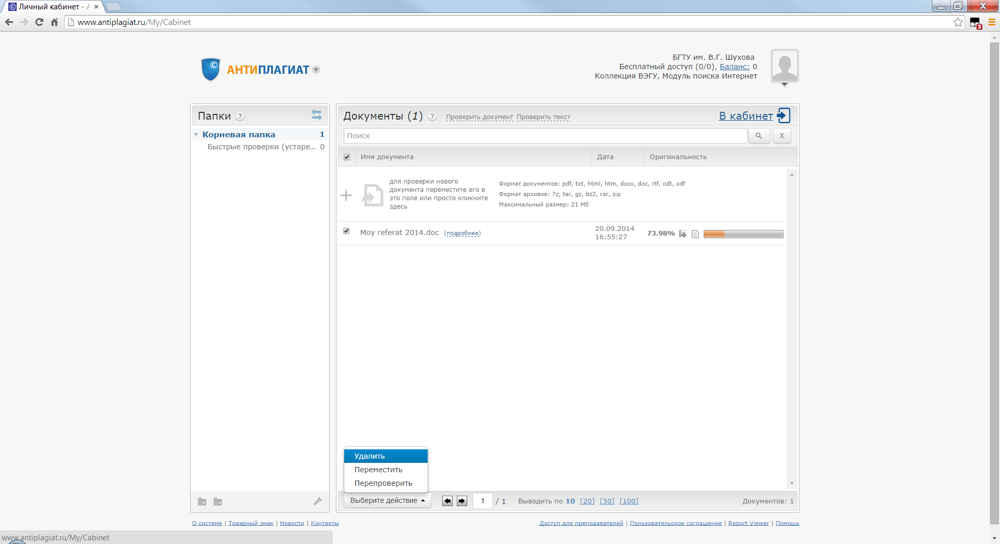 Личный кабинет - А
www.antiplagiat.ru/My/Cabinet
3
АНТИПЛАГИАТ
БГТУ им. В.Г. Шухова
Бесплатный доступ (0/0), Баланс: 0
Коллекция ВЭГУ, Модуль поиска Интернет
Папки ?
Корневая папка 1
Быстрые проверки (устаре... 0
Документы (1) ? Проверить документ Проверить текст В кабинет
Поиск X
Имя документа Дата Оригинальность
для проверки нового
документа переместите его в
это поле или просто кликните
здесь
Формат документов: pdf, txt, html, htm, docx, doc, rtf, odt, odf
Формат архивов: 7z, tar, gz, bz2, rar, zip
Максимальный размер: 21 Мб
Moy referat 2014.doc (подробнее) 20.09.2014 73.98%
16:55:27
Удалить
Переместить
Перепроверить
Выберите действие 1 / 1 Выводить по 10 [20] [50] [100] Документов: 1
О системе | Товарный знак | Новости | Контакты
Доступ для преподавателей | Пользовательское соглашение | Report Viewer | Помощь
www.antiplagiat.ru/My/Cabinet